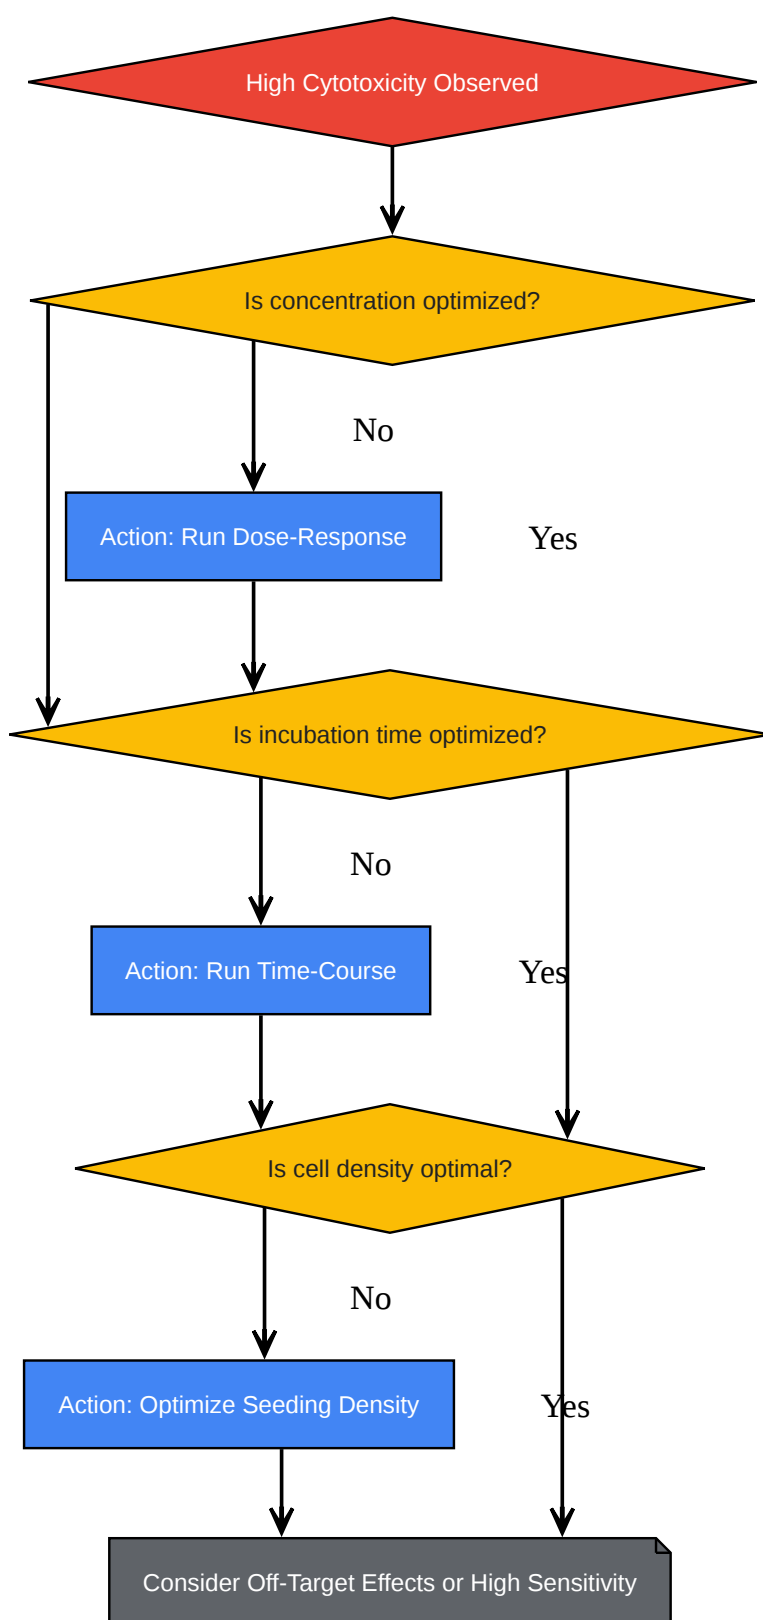 High Cytotoxicity Observed
Is concentration optimized?
No
Action: Run Dose-Response
Yes
Is incubation time optimized?
No
Action: Run Time-Course
Yes
Is cell density optimal?
No
Action: Optimize Seeding Density
Yes
Consider Off-Target Effects or High Sensitivity